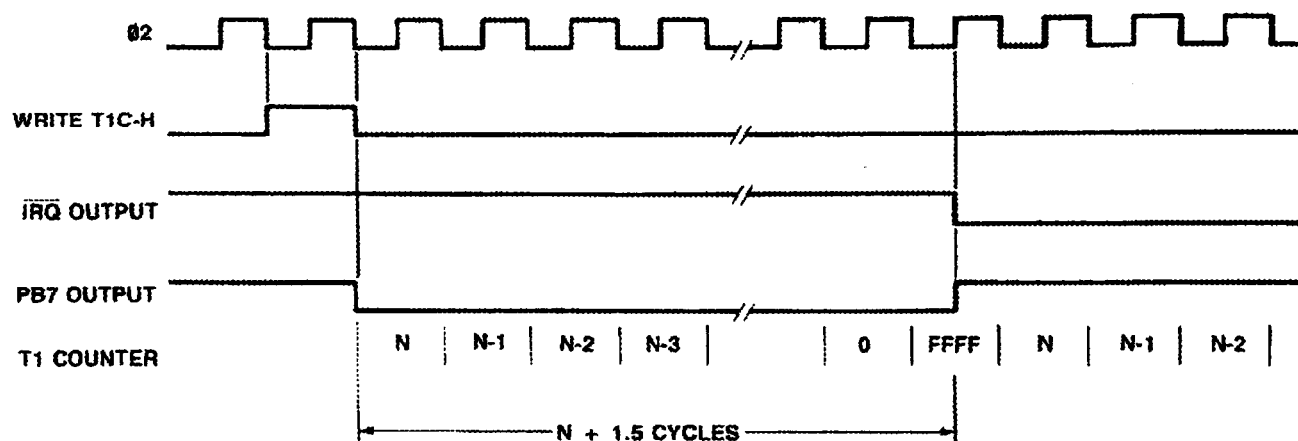 Ø2
WRITE T1C-H
IRQ OUTPUT
PB7 OUTPUT
T1 COUNTER
N N-1 N-2 N-3 0 FFFF N N-1 N-2
N + 1.5 CYCLES